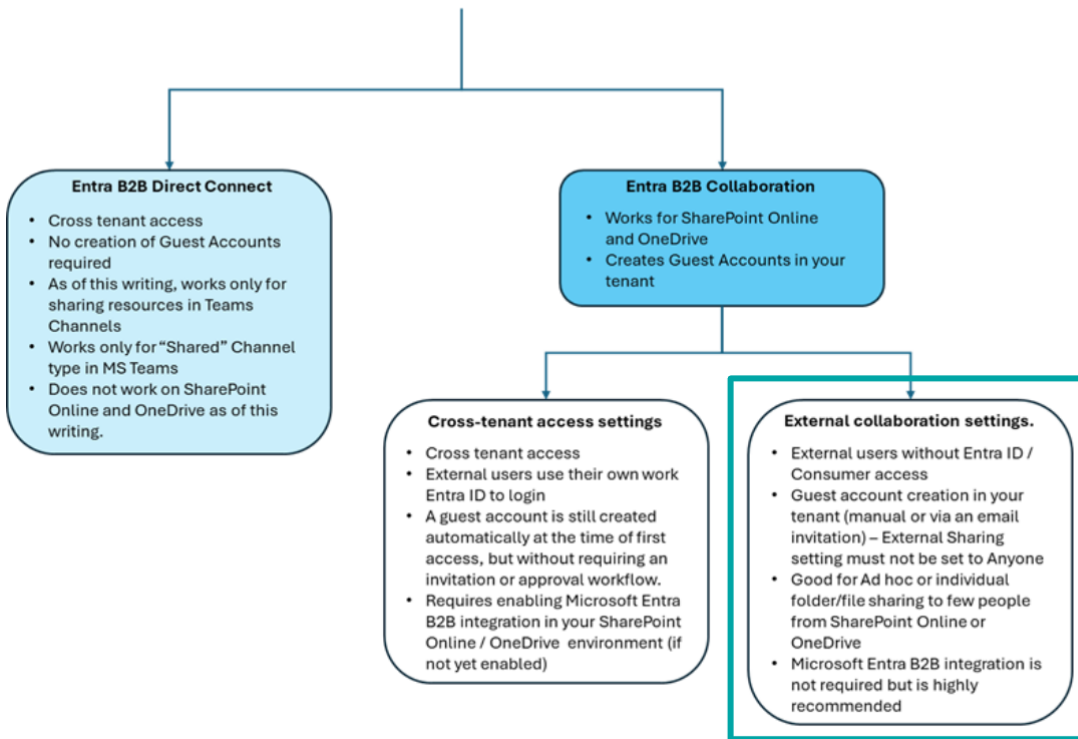 Entra B2B Direct Connect
• Cross tenant access
• No creation of Guest Accounts
required
• As of this writing, works only for
sharing resources in Teams
Channels
• Works only for “Shared” Channel
type in MS Teams
• Does not work on SharePoint
Online and OneDrive as of this
writing.
Entra B2B Collaboration
• Works for SharePoint Online
and OneDrive
• Creates Guest Accounts in your
tenant
Cross-tenant access settings
• Cross tenant access
• External users use their own work
Entra ID to login
• A guest account is still created
automatically at the time of first
access, but without requiring an
invitation or approval workflow.
• Requires enabling Microsoft Entra
B2B integration in your SharePoint
Online / OneDrive environment (if
not yet enabled)
External collaboration settings.
• External users without Entra ID /
Consumer access
• Guest account creation in your
tenant (manual or via an email
invitation) – External Sharing
setting must not be set to Anyone
• Good for Ad hoc or individual
folder/file sharing to few people
from SharePoint Online or
OneDrive
• Microsoft Entra B2B integration is
not required but is highly
recommended